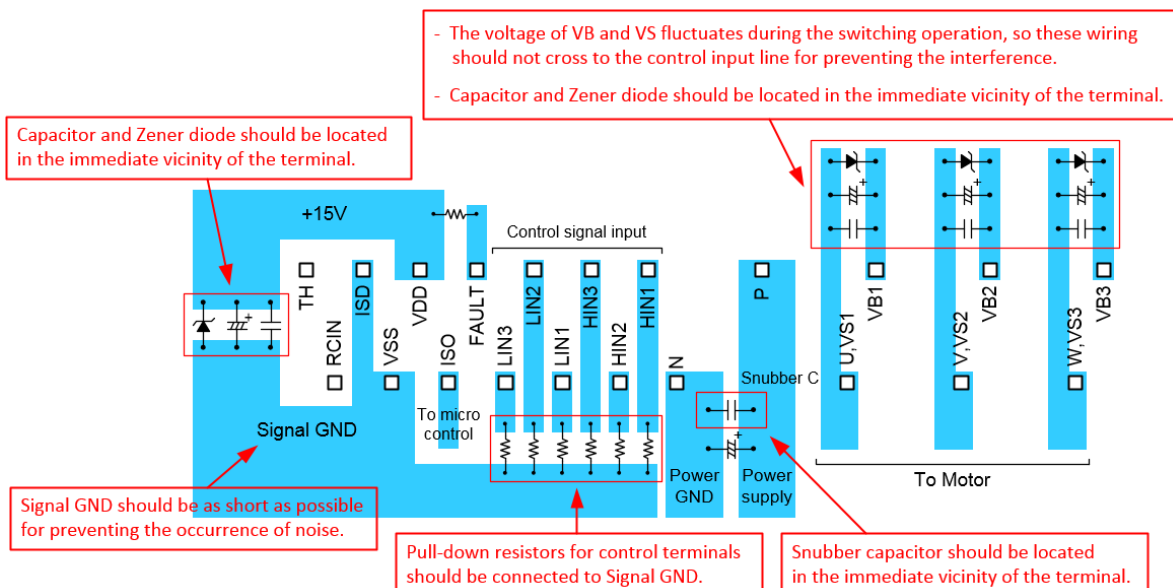 - The voltage of VB and VS fluctuates during the switching operation, so these wiring
should not cross to the control input line for preventing the interference.
- Capacitor and Zener diode should be located in the immediate vicinity of the terminal.
Capacitor and Zener diode should be located
in the immediate vicinity of the terminal.
+15V
Control signal input
TH
RCIN
ISD
VSS
VDD
ISO
FAULT
LIN3
LIN2
LIN1
HIN3
HIN2
HIN1
N
P
U,VS1
VB1
V,VS2
VB2
W,VS3
VB3
Snubber C
+
+
+
+
+
To micro
control
Signal GND
Power
GND
Power
supply
To Motor
Signal GND should be as short as possible
for preventing the occurrence of noise.
Pull-down resistors for control terminals
should be connected to Signal GND.
Snubber capacitor should be located
in the immediate vicinity of the terminal.